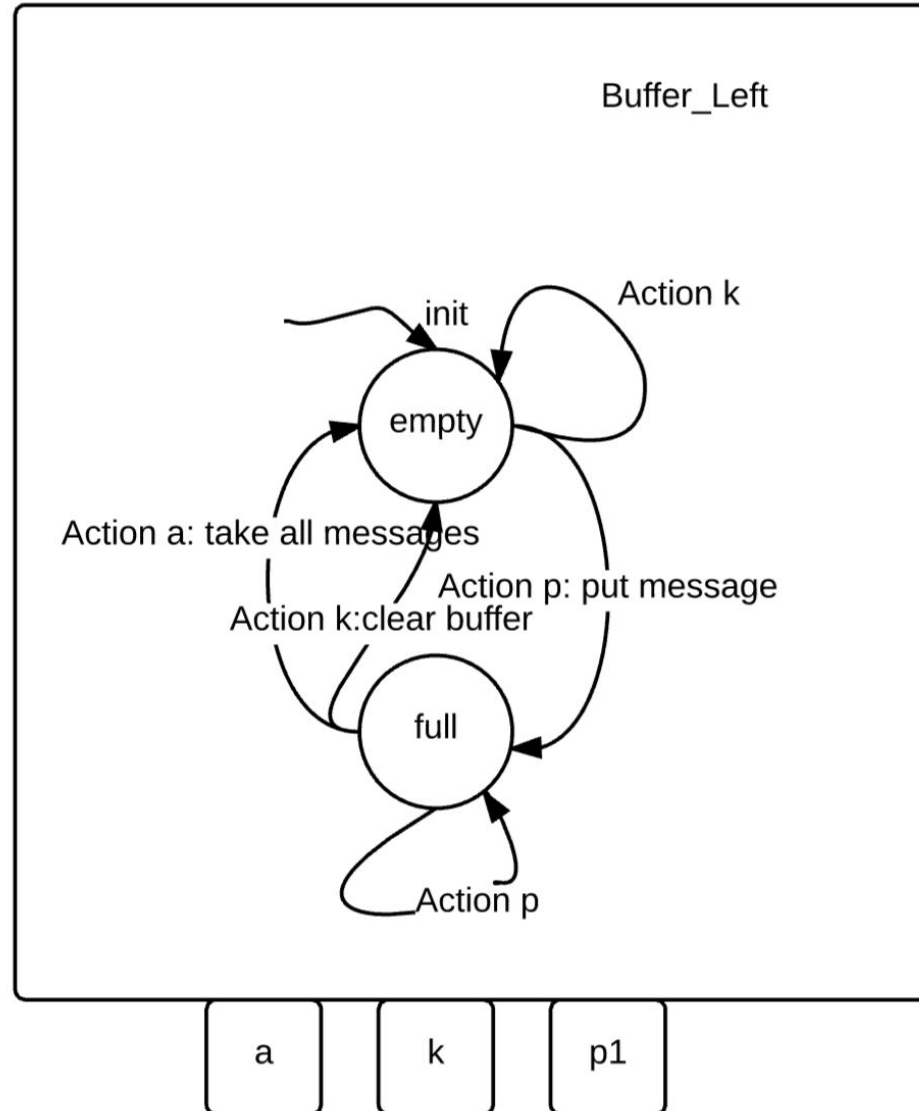 Buffer_Left
Action k
init
empty
Action a: take all messages
Action p: put message
Action k:clear buffer
full
Action p
a
k
p1